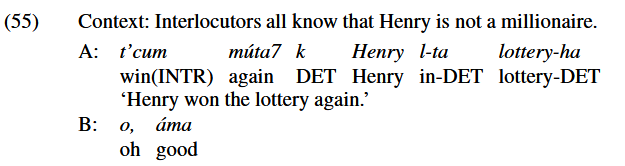 (55) Context: Interlocutors all know that Henry is not a millionaire.
A: t’cum múta7 k Henry l-ta lottery-ha
win(INTR) again DET Henry in-DET lottery-DET
‘Henry won the lottery again.’
B: o, áma
oh good